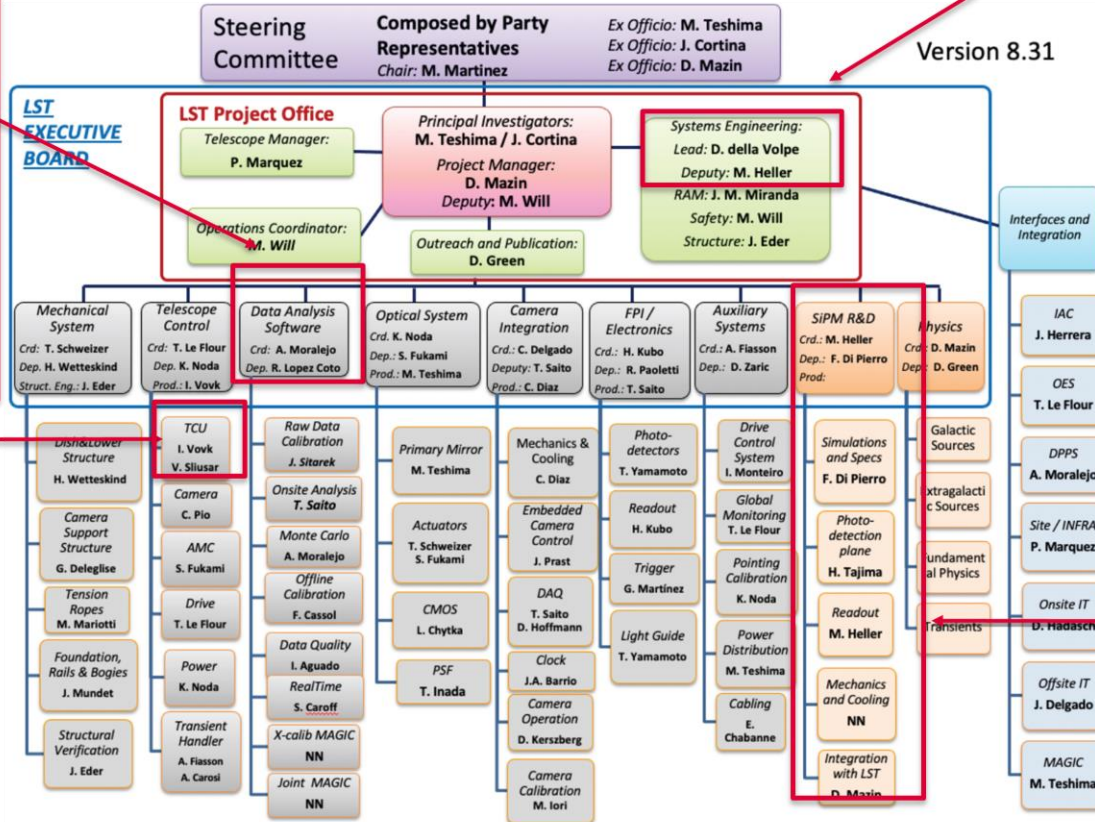 Steering
Committee
Composed by Party
Representatives
Chair: M. Martinez
Ex Officio: M. Teshima
Ex Officio: J. Cortina
Ex Officio: D. Mazin
Version 8.31
LST
EXECUTIVE
BOARD
LST Project Office
Telescope Manager:
P. Marquez
Operations Coordinator:
M. Will
Principal Investigators:
M. Teshima / J. Cortina
Project Manager:
D. Mazin
Deputy: M. Will
Outreach and Publication:
D. Green
Systems Engineering:
Lead: D. della Volpe
Deputy: M. Heller
RAM: J. M. Miranda
Safety: M. Will
Structure: J. Eder
Interfaces and
Integration
Mechanical
System
Crd: T. Schweizer
Dep. H. Wetteskind
Struct. Eng.: J. Eder
Telescope
Control
Crd: T. Le Flour
Dep. K. Noda
Prod.: I. Vovk
Data Analysis
Software
Crd: A. Moralejo
Dep. R. Lopez Coto
Optical System
Crd. K. Noda
Dep.: S. Fukami
Prod.: M. Teshima
Camera
Integration
Crd.: C. Delgado
Deputy: T. Saito
Prod.: C. Diaz
FPI /
Electronics
Crd.: H. Kubo
Dep.: R. Paoletti
Prod.: T. Saito
Auxiliary
Systems
Crd.: A. Fiasson
Dep.: D. Zaric
SiPM R&D
Crd.: M. Heller
Dep.: F. Di Pierro
Prod:
Physics
Crd.: D. Mazin
Dep.: D. Green
Dish&Lower
Structure
H. Wetteskind
Camera
Support
Structure
G. Deleglise
Tension
Ropes
M. Mariotti
Foundation,
Rails & Bogies
J. Mundet
Structural
Verification
J. Eder
TCU
I. Vovk
V. Sliusar
Camera
C. Pio
AMC
S. Fukami
Drive
T. Le Flour
Power
K. Noda
Transient
Handler
A. Fiasson
A. Carosi
Raw Data
Calibration
J. Sitarek
Onsite Analysis
T. Saito
Monte Carlo
A. Moralejo
Offline
Calibration
F. Cassol
Data Quality
I. Aguado
RealTime
S. Caroff
X-calib MAGIC
NN
Joint MAGIC
NN
Primary Mirror
M. Teshima
Actuators
T. Schweizer
S. Fukami
CMOS
L. Chytka
PSF
T. Inada
Mechanics &
Cooling
C. Diaz
Embedded
Camera
Control
J. Prast
DAQ
T. Saito
D. Hoffmann
Clock
J.A. Barrio
Camera
Operation
D. Kerszberg
Camera
Calibration
M. Iori
Photo-
detectors
T. Yamamoto
Readout
H. Kubo
Trigger
G. Martínez
Light Guide
T. Yamamoto
Drive
Control
System
I. Monteiro
Global
Monitoring
T. Le Flour
Pointing
Calibration
K. Noda
Power
Distribution
M. Teshima
Cabling
E.
Chabanne
Simulations
and Specs
F. Di Pierro
Photo-
detection
plane
H. Tajima
Readout
M. Heller
Mechanics
and Cooling
NN
Integration
with LST
D. Mazin
Galactic
Sources
Extragalacti
c Sources
Fundament
al Physics
Transients
IAC
J. Herrera
OES
T. Le Flour
DPPS
A. Moralejo
Site / INFRA
P. Marquez
Onsite IT
D. Hadasch
Offsite IT
J. Delgado
MAGIC
M. Teshima